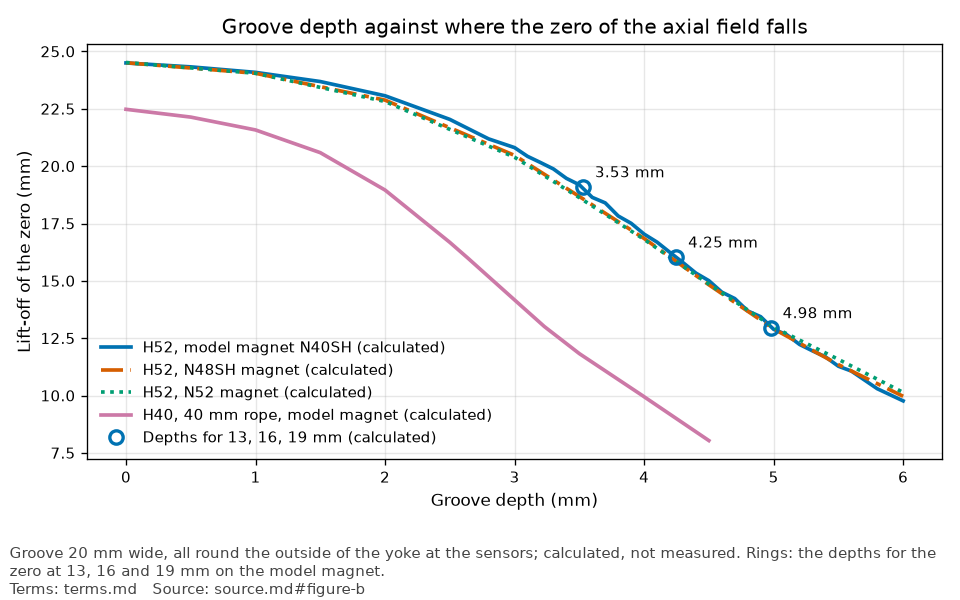 Groove depth against where the zero of the axial field falls
Lift-off of the zero (mm)
25.0
22.5
20.0
17.5
15.0
12.5
10.0
7.5
3.53 mm
4.25 mm
4.98 mm
H52, model magnet N40SH (calculated)
H52, N48SH magnet (calculated)
H52, N52 magnet (calculated)
H40, 40 mm rope, model magnet (calculated)
Depths for 13, 16, 19 mm (calculated)
0 1 2 3 4 5 6
Groove depth (mm)
Groove 20 mm wide, all round the outside of the yoke at the sensors; calculated, not measured. Rings: the depths for the
zero at 13, 16 and 19 mm on the model magnet.
Terms: terms.md Source: source.md#figure-b